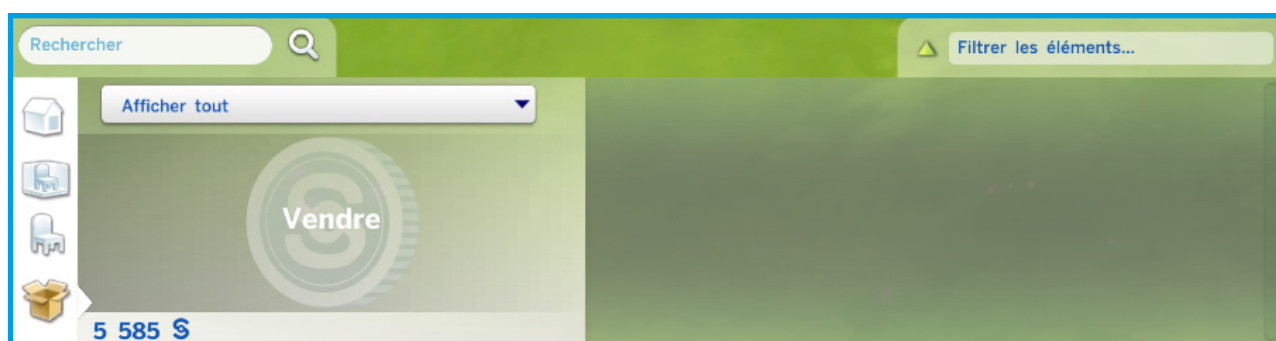 Rechercher
Filtrer les éléments...
Afficher tout
Vendre
5 585 §